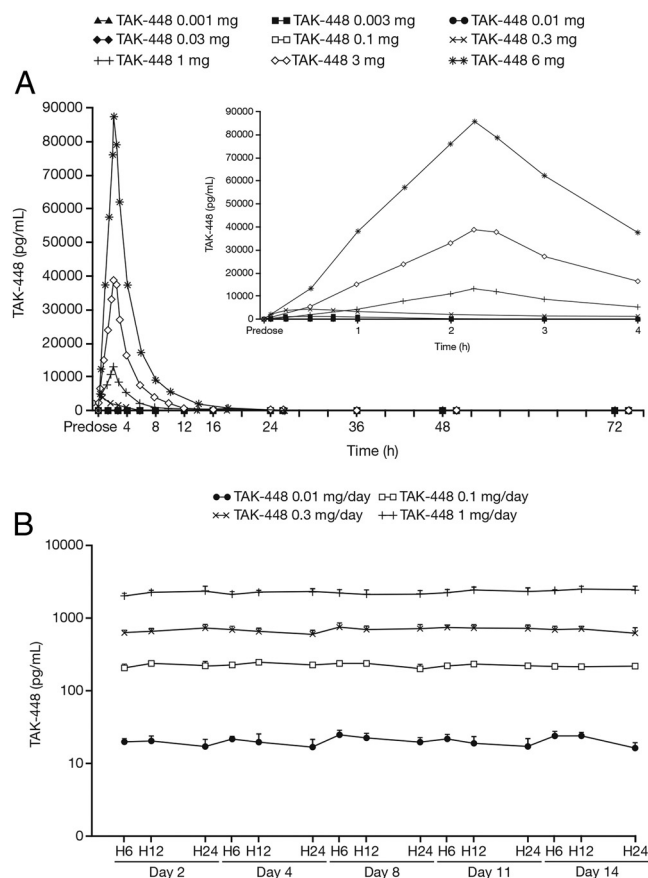 TAK-448 0.001 mg TAK-448 0.003 mg TAK-448 0.01 mg
TAK-448 0.03 mg TAK-448 0.1 mg TAK-448 0.3 mg
TAK-448 1 mg TAK-448 3 mg TAK-448 6 mg
A
TAK-448 (pg/mL)
90000
80000
70000
60000
50000
40000
30000
20000
10000
0
Predose 4 8 12 16 24 36 48 72
Time (h)
TAK-448 (pg/mL)
90000
80000
70000
60000
50000
40000
30000
20000
10000
0
Predose 1 2 3 4
Time (h)
B
TAK-448 0.01 mg/day TAK-448 0.1 mg/day
TAK-448 0.3 mg/day TAK-448 1 mg/day
TAK-448 (pg/mL)
10000
1000
100
10
0
H6 H12 H24 H6 H12 H24 H6 H12 H24 H6 H12 H24 H6 H12 H24
Day 2 Day 4 Day 8 Day 11 Day 14